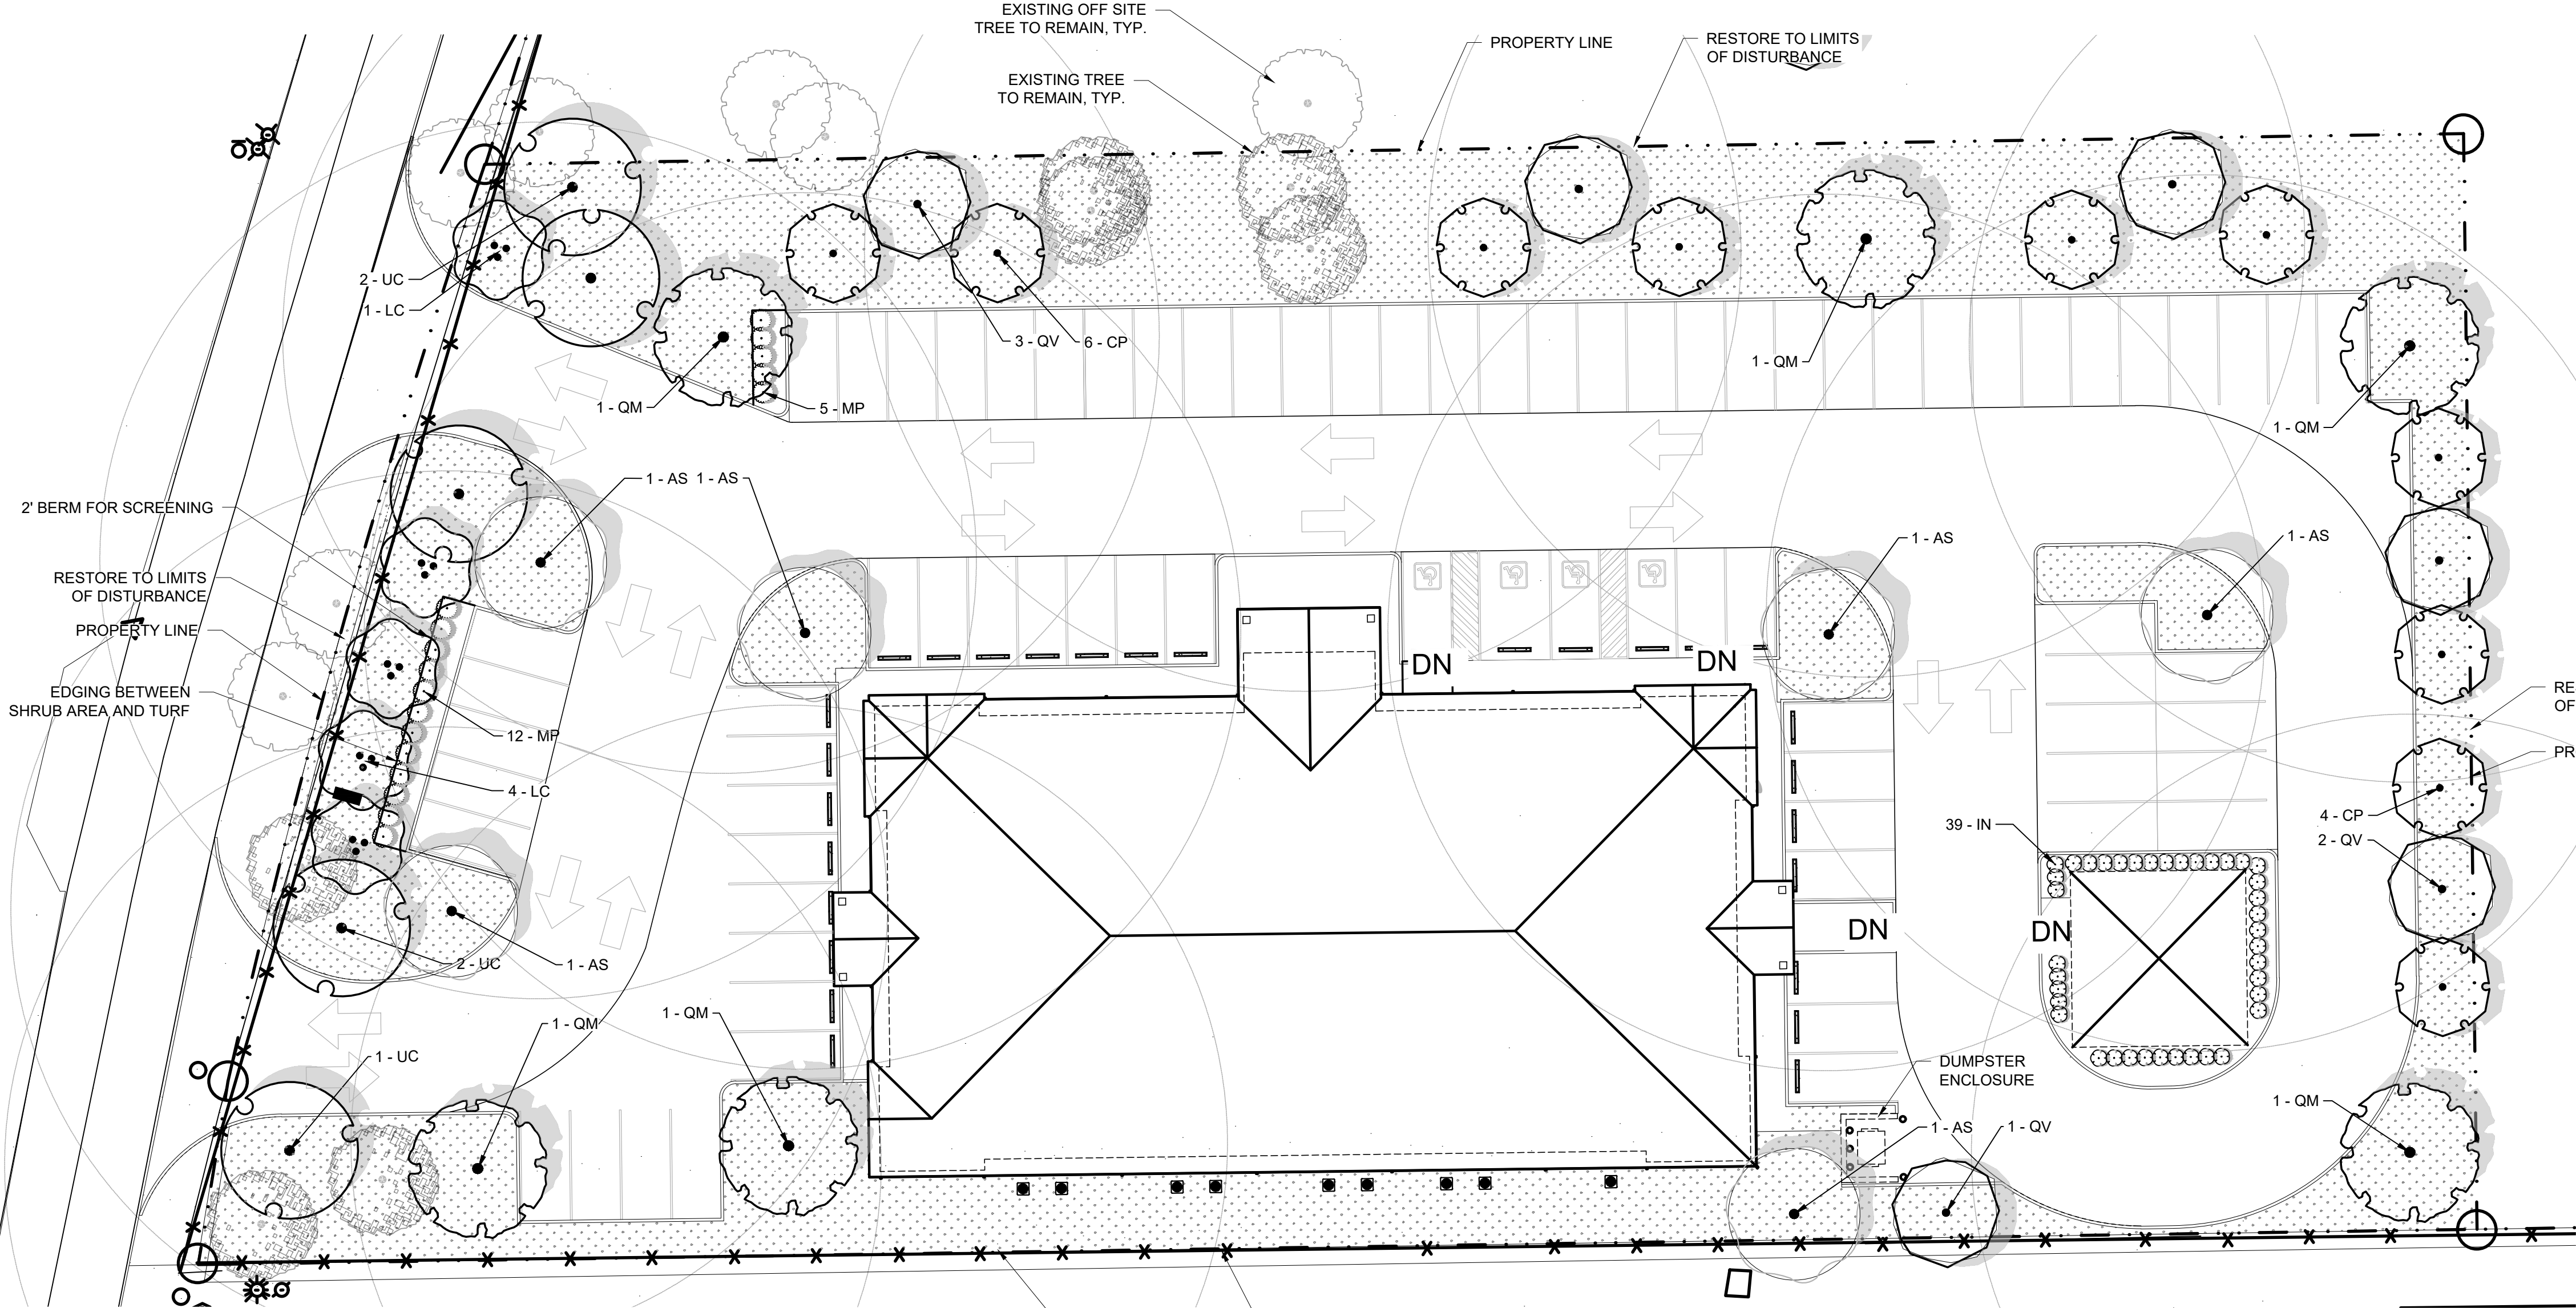 EXISTING OFF SITE
TREE TO REMAIN, TYP.
PROPERTY LINE
RESTORE TO LIMITS
OF DISTURBANCE
EXISTING TREE
TO REMAIN, TYP.
2 - UC
1 - LC
3 - QV
6 - CP
1 - QM
1 - QM
5 - MP
1 - QM
1 - AS
1 - AS
2' BERM FOR SCREENING
1 - AS
1 - AS
RESTORE TO LIMITS
OF DISTURBANCE
PROPERTY LINE
DN
DN
EDGING BETWEEN
SHRUB AREA AND TURF
RE
OF
12 - MP
PR
4 - LC
4 - CP
39 - IN
2 - QV
DN
DN
2 - UC
1 - AS
1 - QM
1 - QM
1 - UC
DUMPSTER
ENCLOSURE
1 - QM
1 - AS
1 - QV